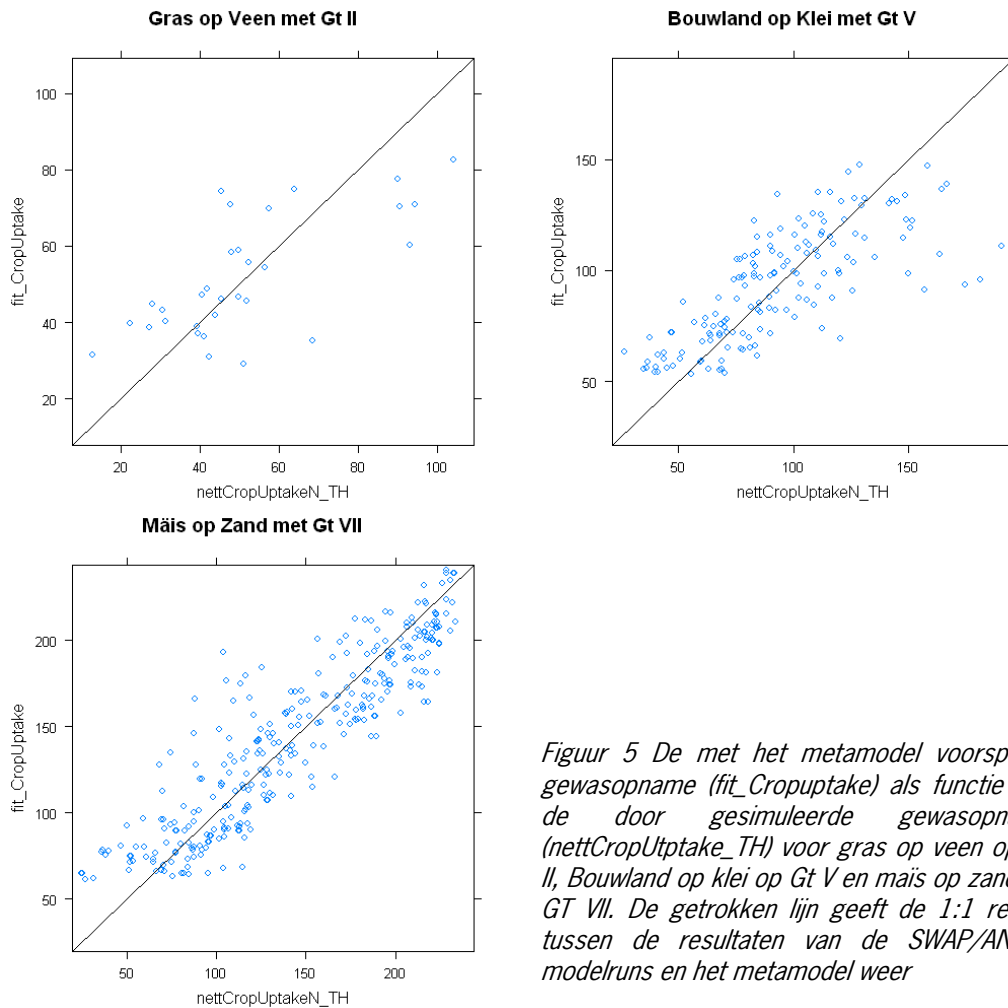 Gras op Veen met Gt II
100
80
60
40
20
fit_CropUptake
20 40 60 80 100
nettCropUptakeN_TH
Bouwland op Klei met Gt V
150
100
50
fit_CropUptake
50 100 150
nettCropUptakeN_TH
Mäis op Zand met Gt VII
200
150
100
50
fit_CropUptake
50 100 150 200
nettCropUptakeN_TH
Figuur 5 De met het metamodel voorsp
gewasopname (fit_Cropuptake) als functie
de door gesimuleerde gewasopn
(nettCropUtptake_TH) voor gras op veen o
II, Bouwland op klei op Gt V en maïs op zand
GT VII. De getrokken lijn geeft de 1:1 re
tussen de resultaten van de SWAP/AN
modelruns en het metamodel weer